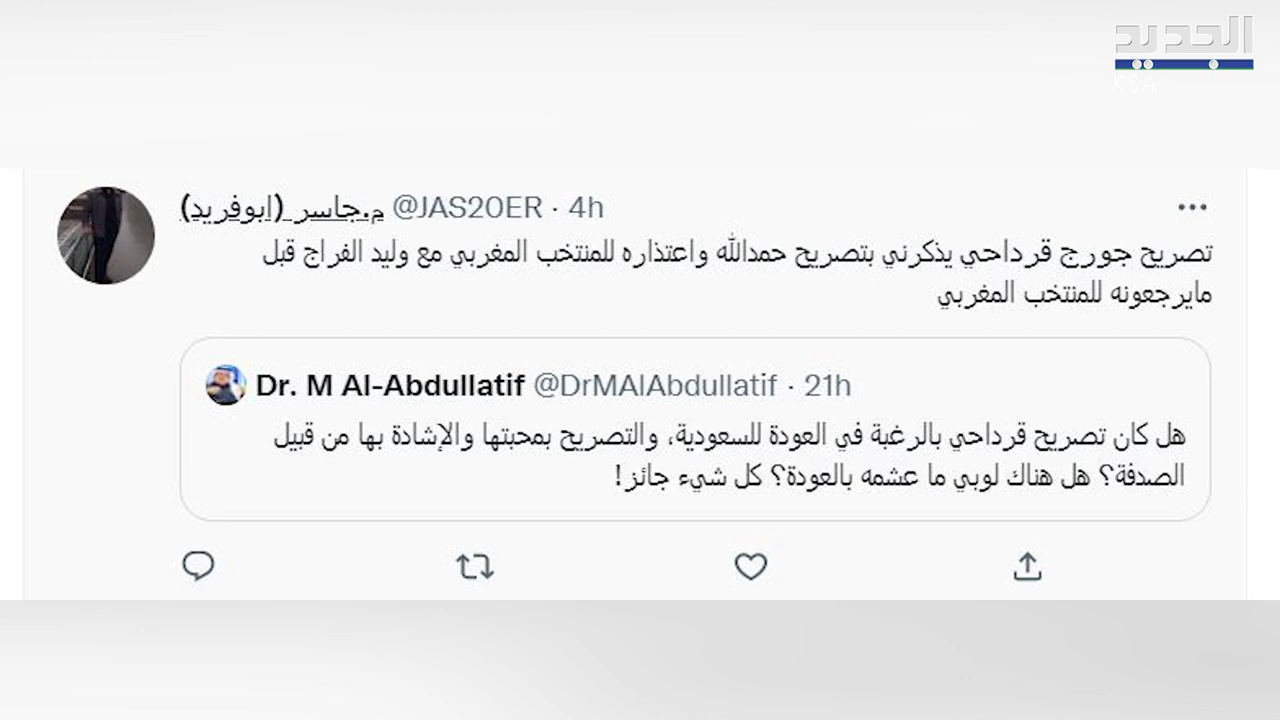 الجديد
KSA
م.جاسر (ابوفريد) @JAS20ER · 4h
تصريح جورج قرداحي يذكرني بتصريح حمدالله واعتذاره للمنتخب المغربي مع وليد الفراج قبل
مايرجعونه للمنتخب المغربي
Dr. M Al-Abdullatif @DrMAlAbdullatif · 21h
هل كان تصريح قرداحي بالرغبة في العودة للسعودية، والتصريح بمحبتها والإشادة بها من قبيل
الصدفة؟ هل هناك لوبي ما عشمه بالعودة؟ كل شيء جائز!